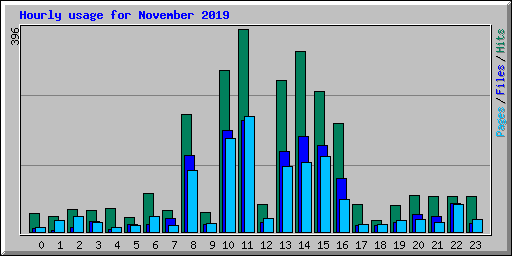 Hourly usage for November 2019
396
Pages / Files / Hits
0 1 2 3 4 5 6 7 8 9 10 11 12 13 14 15 16 17 18 19 20 21 22 23